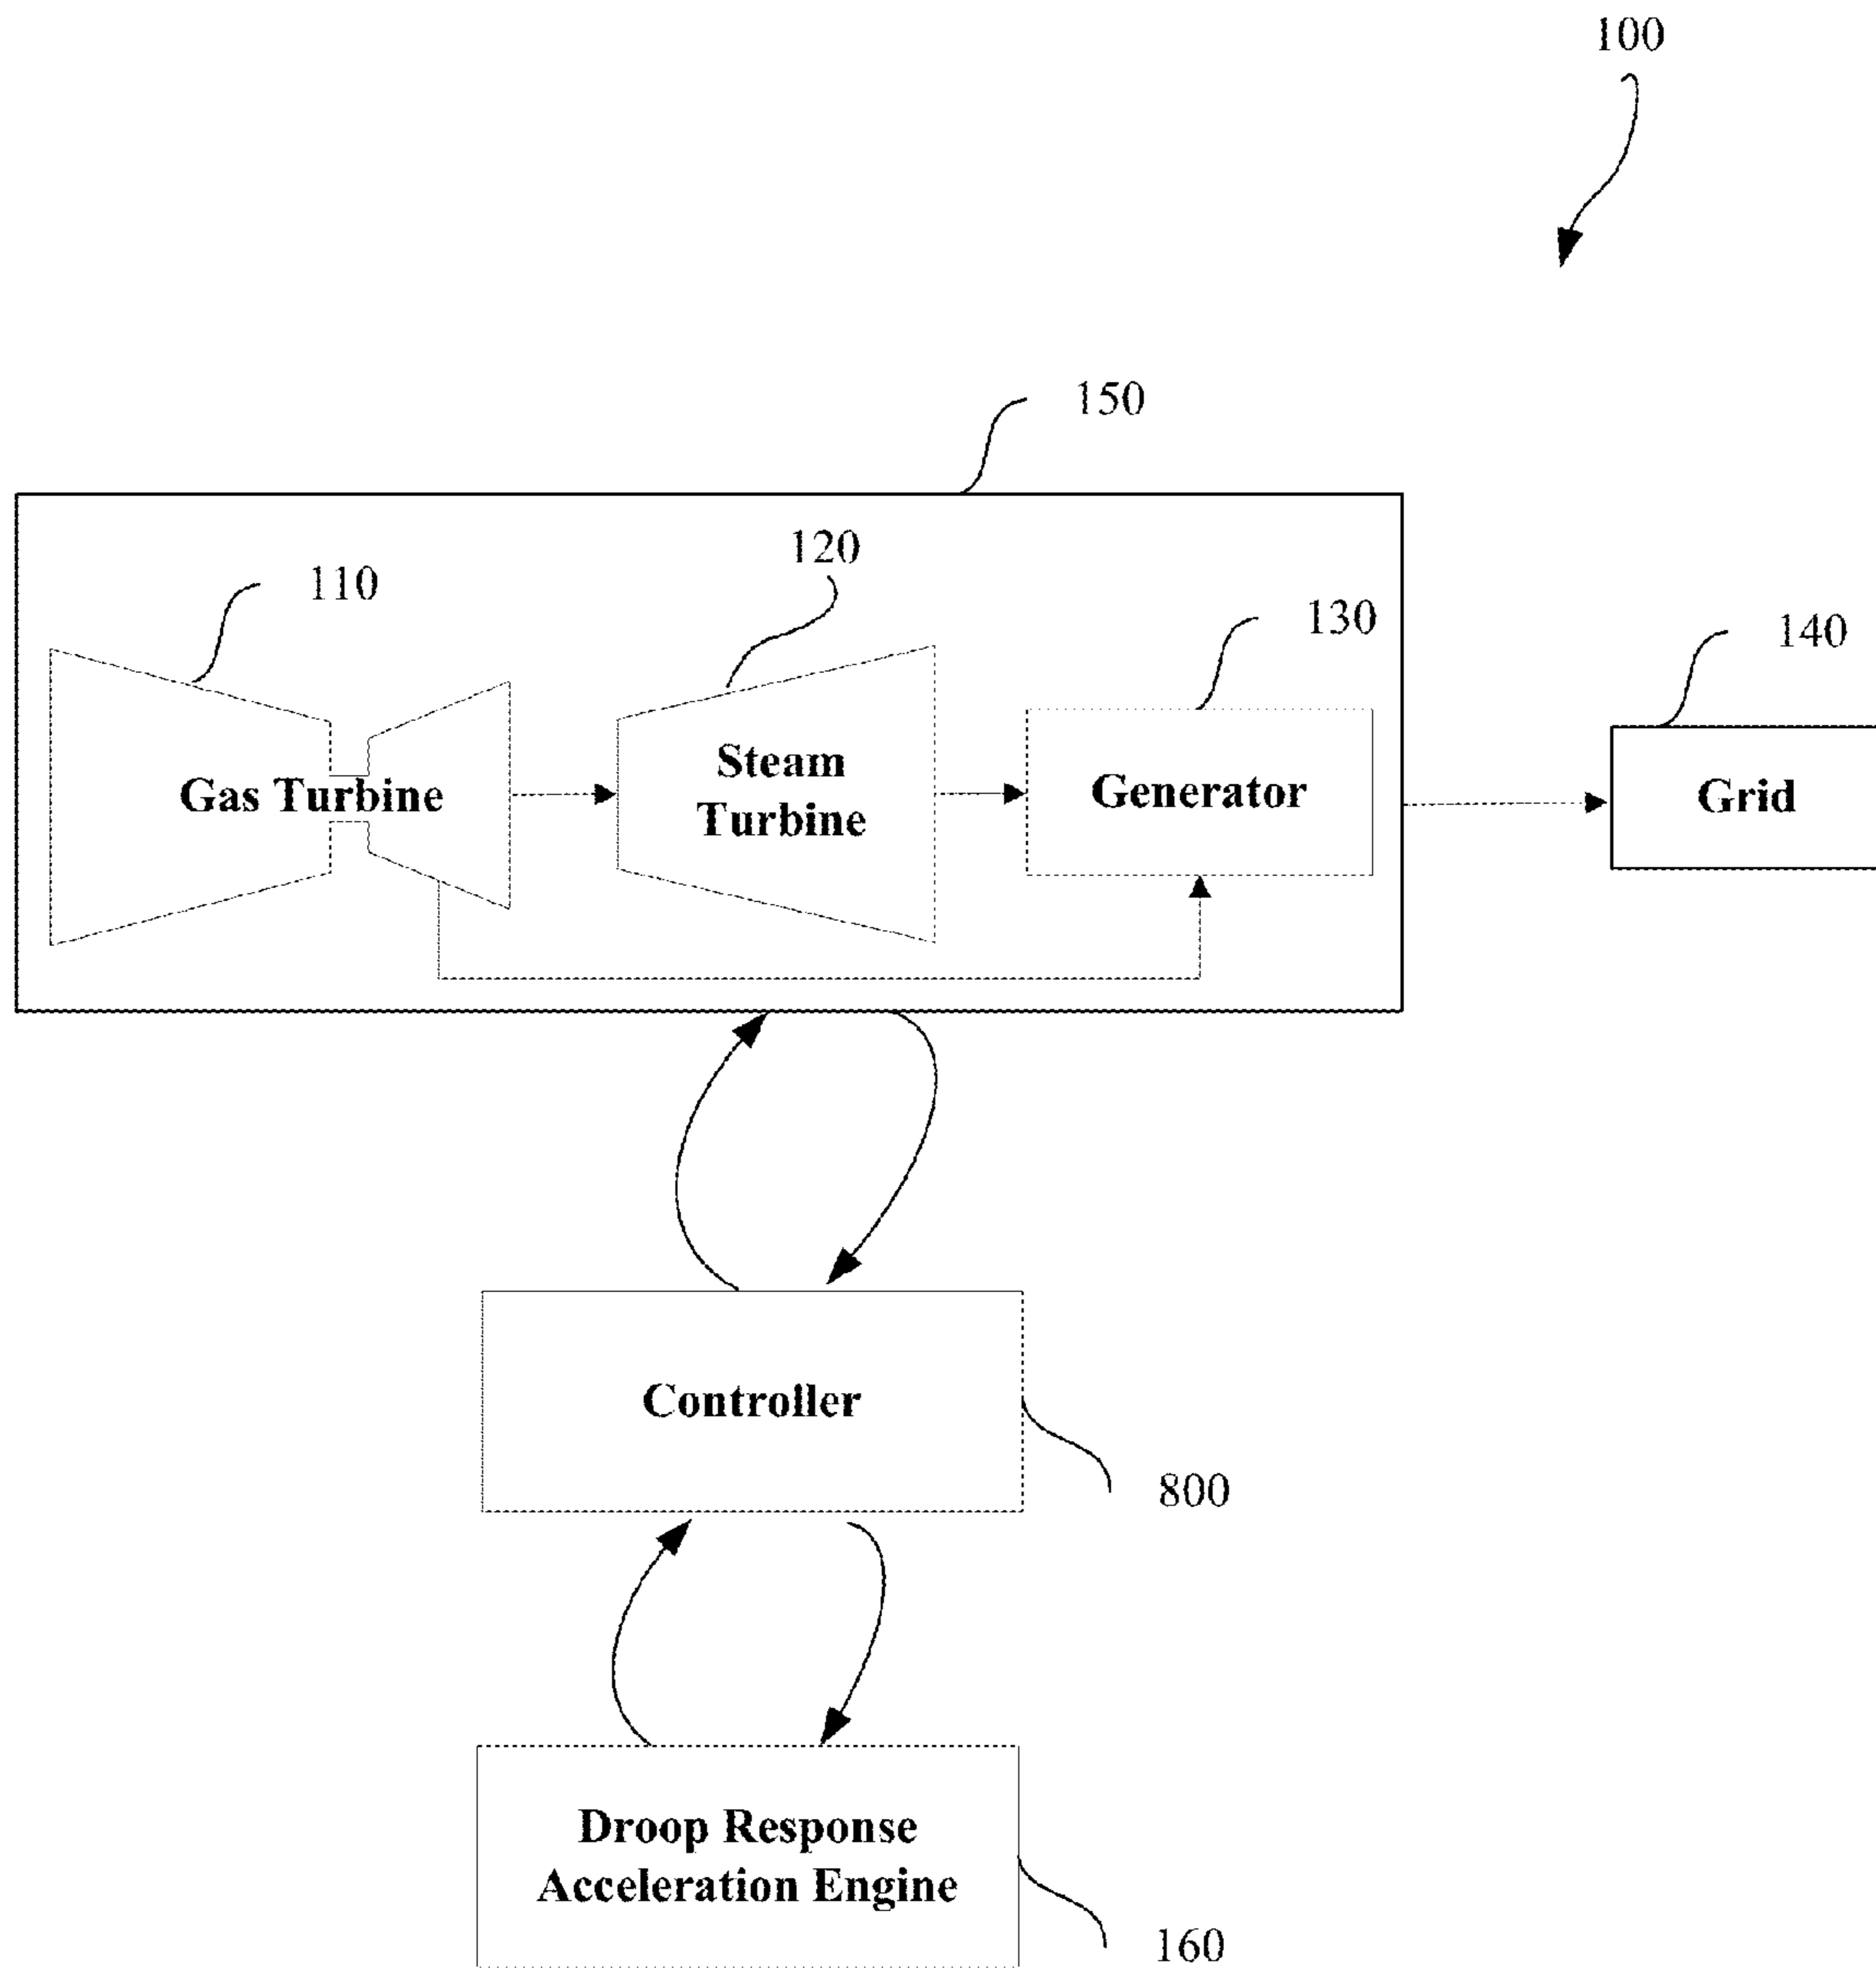 100
150
120
110
130
140
Gas Turbine
Steam
Turbine
Generator
Grid
Controller
800
Droop Response
Acceleration Engine
160